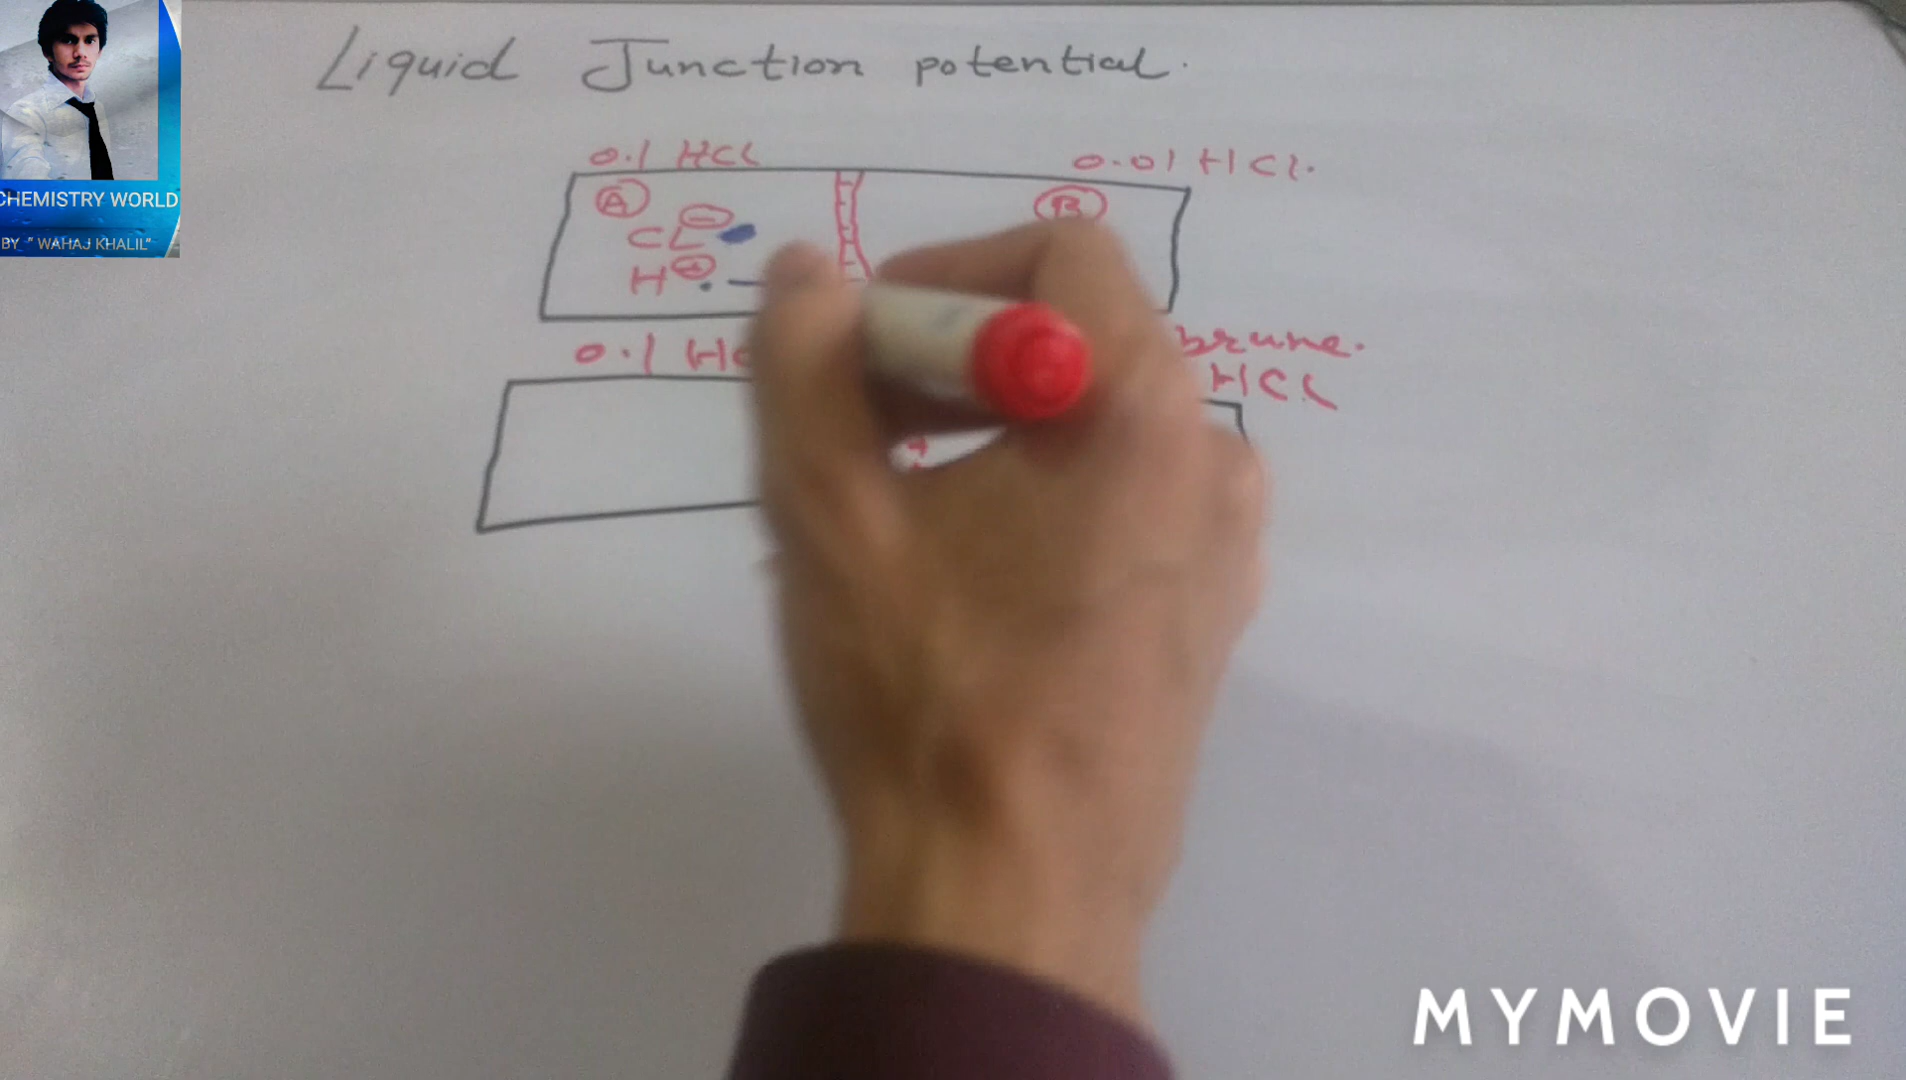 Liquid Junction potential.
0.1 HCl
0.01 HCl.
A
B
Cl -
H +
brane.
0.1 HC
HCl
CHEMISTRY WORLD
BY " WAHAJ KHALIL"
MYMOVIE